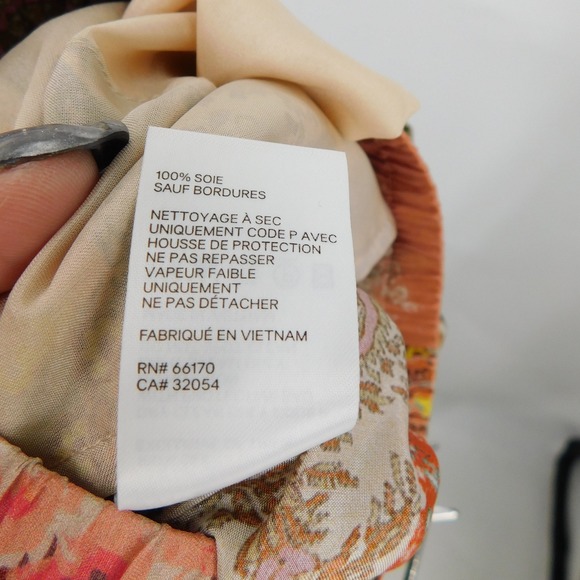 100% SOIE
SAUF BORDURES
NETTOYAGE À SEC
UNIQUEMENT CODE P AVEC
HOUSSE DE PROTECTION
NE PAS REPASSER
VAPEUR FAIBLE
UNIQUEMENT
NE PAS DÉTACHER
FABRIQUÉ EN VIETNAM
RN# 66170
CA# 32054